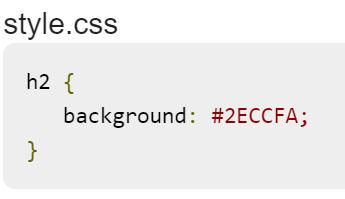 style.css
h2 {
   background: #2ECCFA;
}